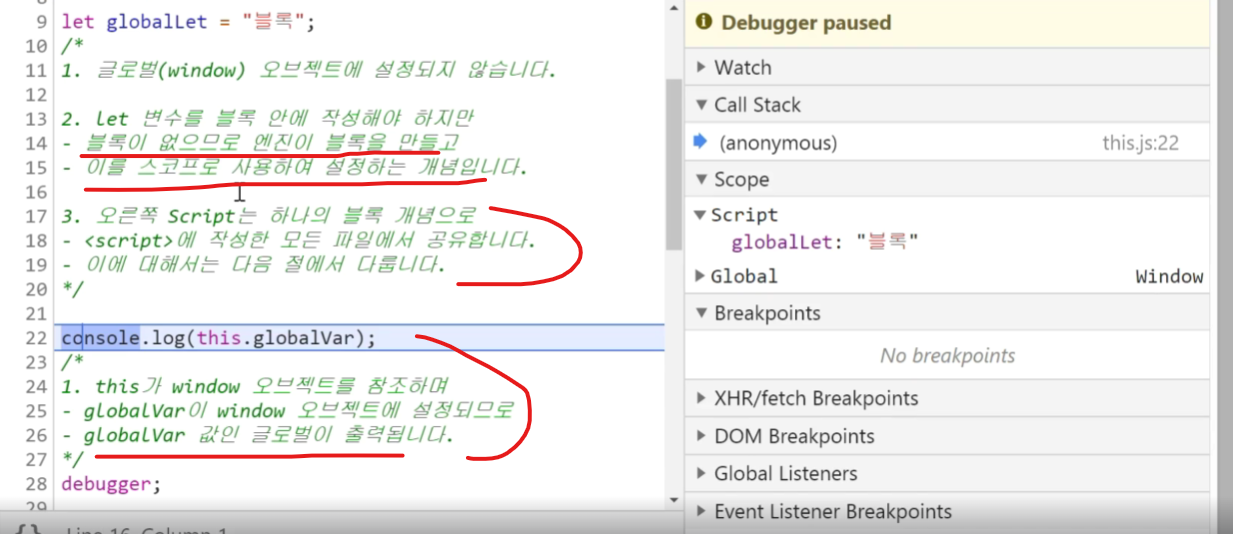 9 let globalLet = "블록";
10 /*
11 1. 글로벌(window) 오브젝트에 설정되지 않습니다.
12
13 2. let 변수를 블록 안에 작성해야 하지만
14 - 블록이 없으므로 엔진이 블록을 만들고
15 - 이를 스코프로 사용하여 설정하는 개념입니다.
16
17 3. 오른쪽 Script는 하나의 블록 개념으로
18 - <script>에 작성한 모든 파일에서 공유합니다.
19 - 이에 대해서는 다음 절에서 다룹니다.
20 */
21
22 console.log(this.globalVar);
23 /*
24 1. this가 window 오브젝트를 참조하며
25 - globalVar이 window 오브젝트에 설정되므로
26 - globalVar 값인 글로벌이 출력됩니다.
27 */
28 debugger;
29
{} Line 16, Column 1
Debugger paused
Watch
Call Stack
(anonymous) this.js:22
Scope
Script
globalLet: "블록"
Global Window
Breakpoints
No breakpoints
XHR/fetch Breakpoints
DOM Breakpoints
Global Listeners
Event Listener Breakpoints